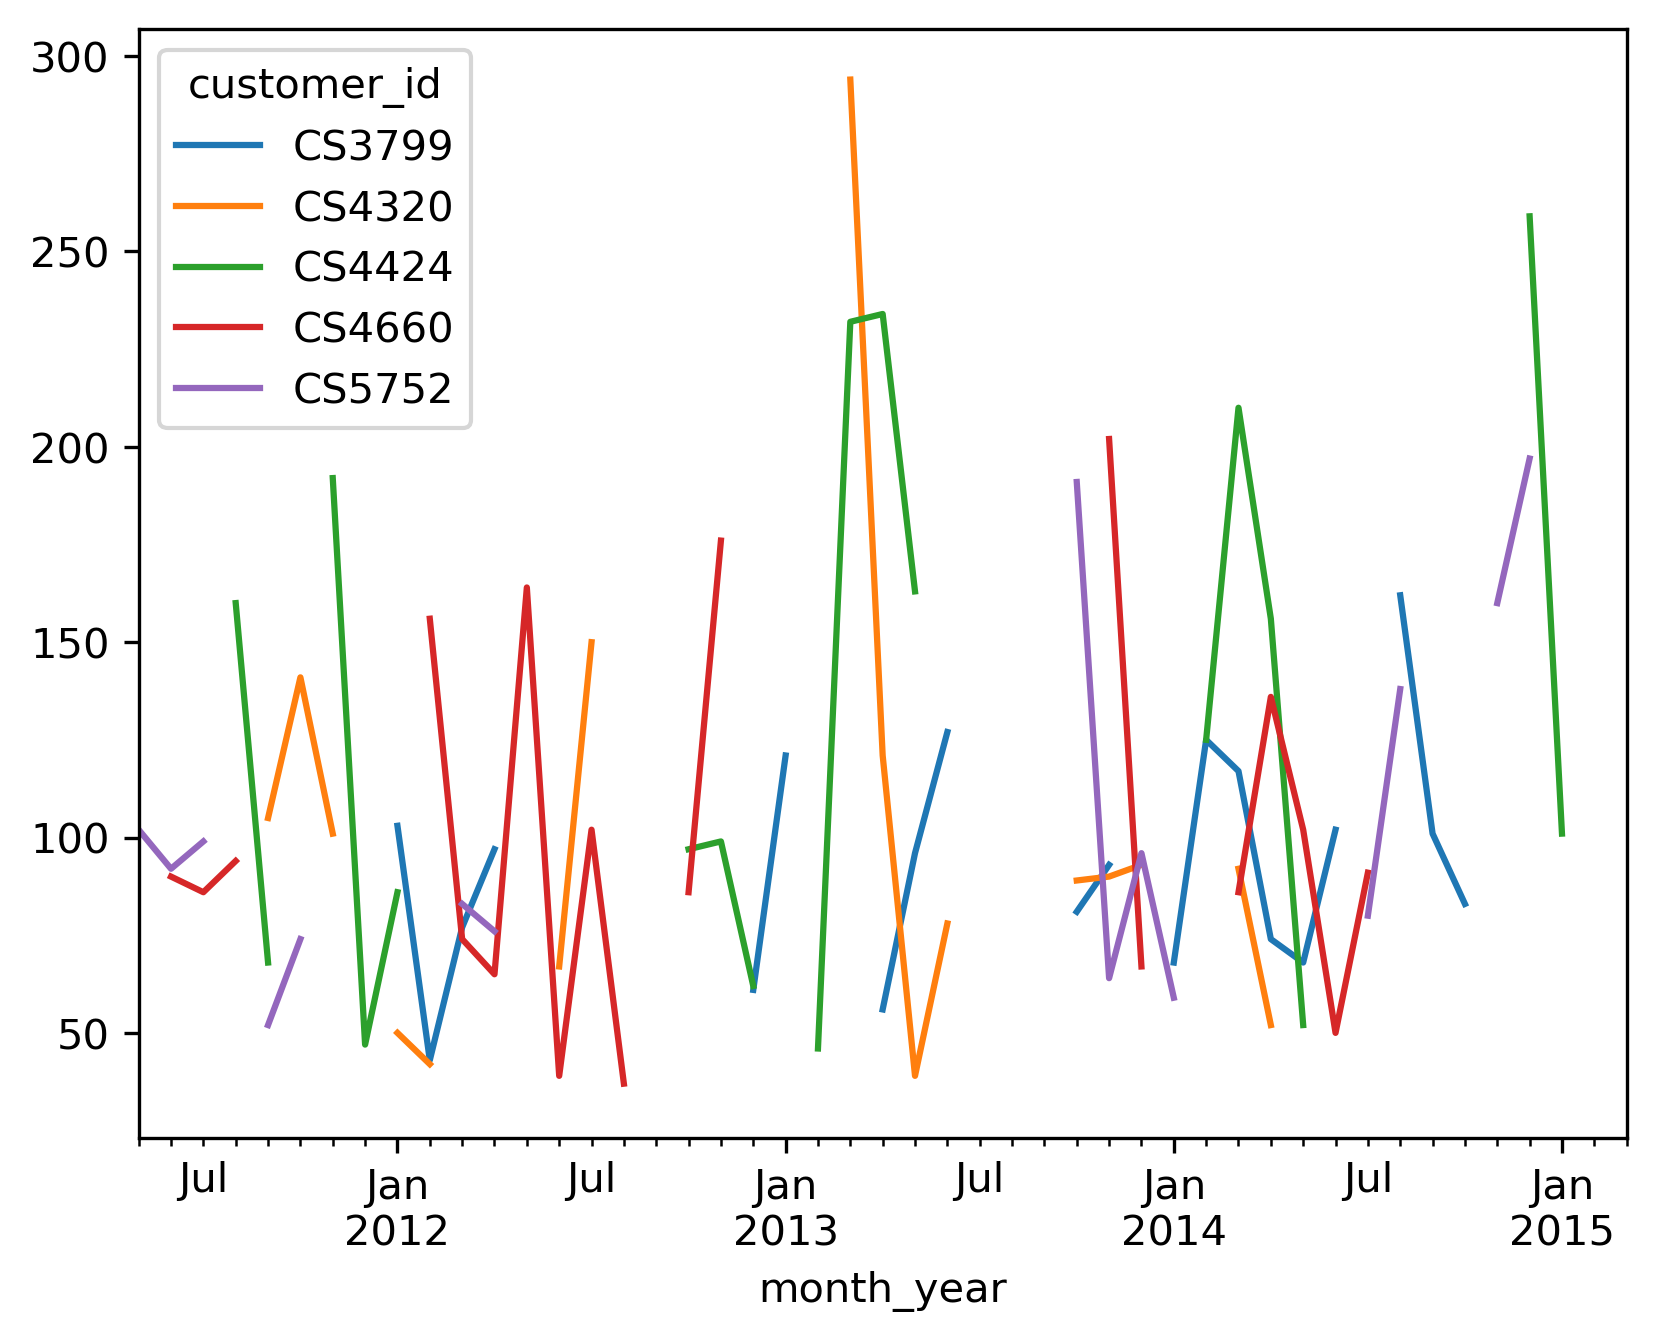 customer_id
CS3799
CS4320
CS4424
CS4660
CS5752
300
250
200
150
100
50
Jul Jan Jul Jan Jul Jan Jul Jan
2012 2013 2014 2015
month_year